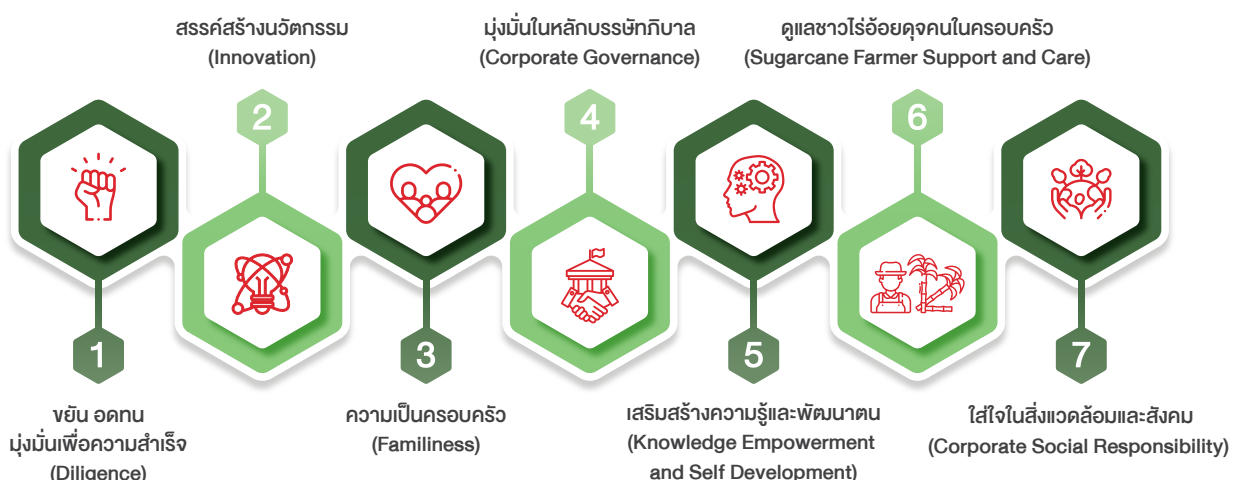 สรรค์สร้างนวัตกรรม
(Innovation)
มุ่งมั่นในหลักบรรษัทภิบาล
(Corporate Governance)
ดูแลชาวไร่อ้อยดุจคนในครอบครัว
(Sugarcane Farmer Support and Care)
2
4
6
1
3
5
7
ขยัน อดทน
มุ่งมั่นเพื่อความสำเร็จ
(Diligence)
ความเป็นครอบครัว
(Familiness)
เสริมสร้างความรู้และพัฒนาตน
(Knowledge Empowerment
and Self Development)
ใส่ใจในสิ่งแวดล้อมและสังคม
(Corporate Social Responsibility)